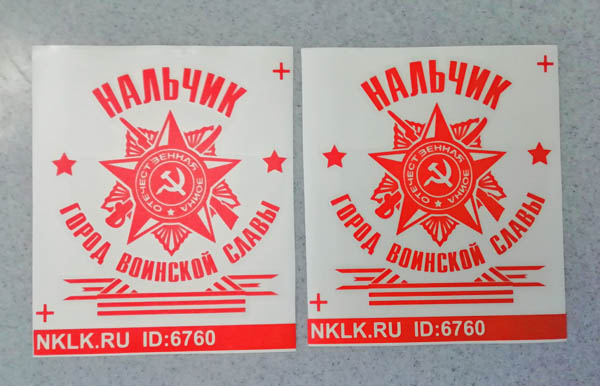 НАЛЬЧИК
ОТЕЧЕСТВЕННАЯ ВОЙНА
ГОРОД ВОИНСКОЙ СЛАВЫ
NKLK.RU ID:6760
НАЛЬЧИК
ОТЕЧЕСТВЕННАЯ ВОЙНА
ГОРОД ВОИНСКОЙ СЛАВЫ
NKLK.RU ID:6760